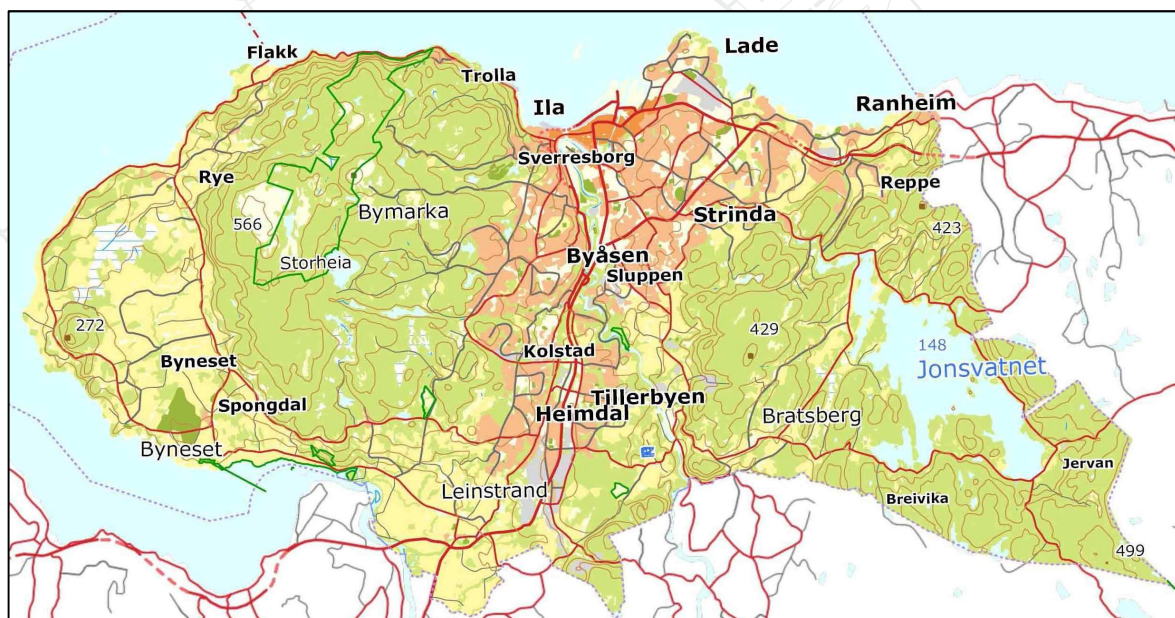 Lade
Flakk
Trolla
Ila
Ranheim
Sverresborg
Rye
Reppe
Bymarka
Strinda
566
423
Byåsen
Storheia
Sluppen
272
429
148
Kolstad
Jonsvatnet
Byneset
Tillerbyen
Spongdal
Heimdal
Bratsberg
Byneset
Jervan
Leinstrand
Breivika
499